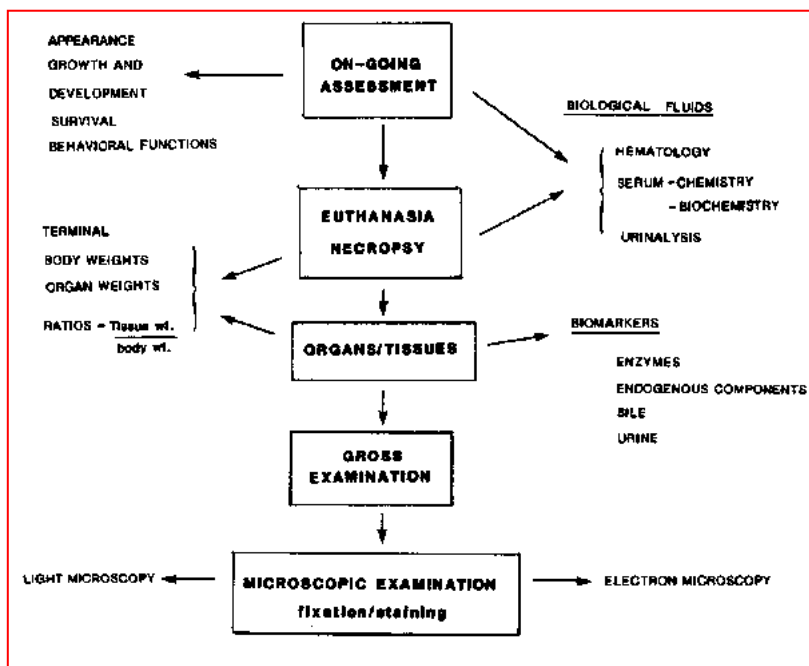 APPEARANCE
GROWTH AND
DEVELOPMENT
SURVIVAL
BEHAVIORAL FUNCTIONS
ON-GOING
ASSESSMENT
BIOLOGICAL FLUIDS
HEMATOLOGY
SERUM - CHEMISTRY
- BIOCHEMISTRY
URINALYSIS
EUTHANASIA
NECROPSY
TERMINAL
BODY WEIGHTS
ORGAN WEIGHTS
RATIOS - Tissue wt.
body wt.
ORGANS/TISSUES
BIOMARKERS
ENZYMES
ENDOGENOUS COMPONENTS
BILE
URINE
GROSS
EXAMINATION
LIGHT MICROSCOPY
MICROSCOPIC EXAMINATION
fixation/staining
ELECTRON MICROSCOPY